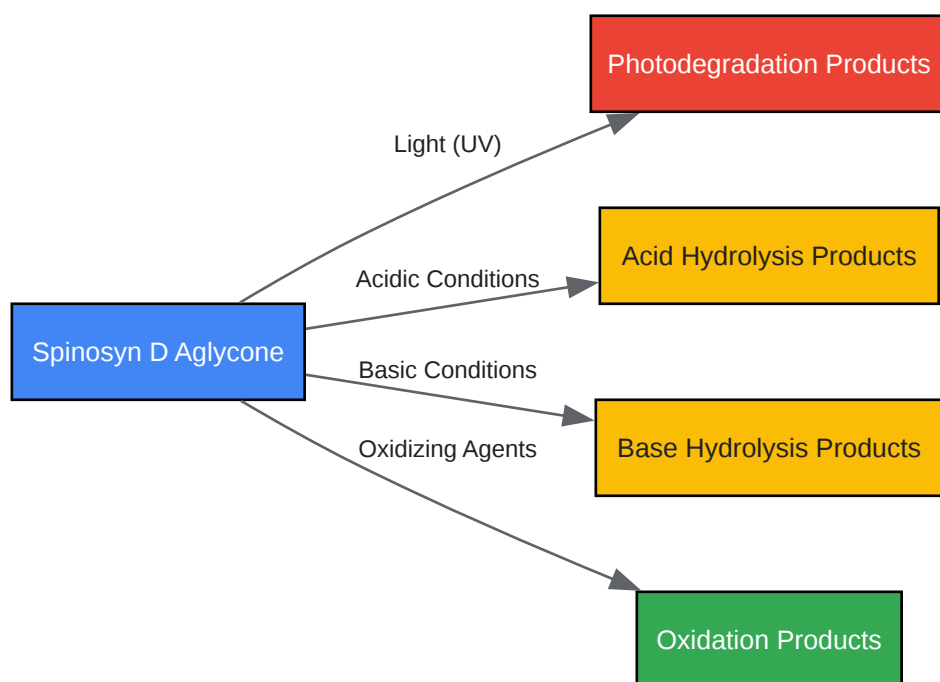 Photodegradation Products
Light (UV)
Acid Hydrolysis Products
Acidic Conditions
Spinosyn D Aglycone
Basic Conditions
Base Hydrolysis Products
Oxidizing Agents
Oxidation Products